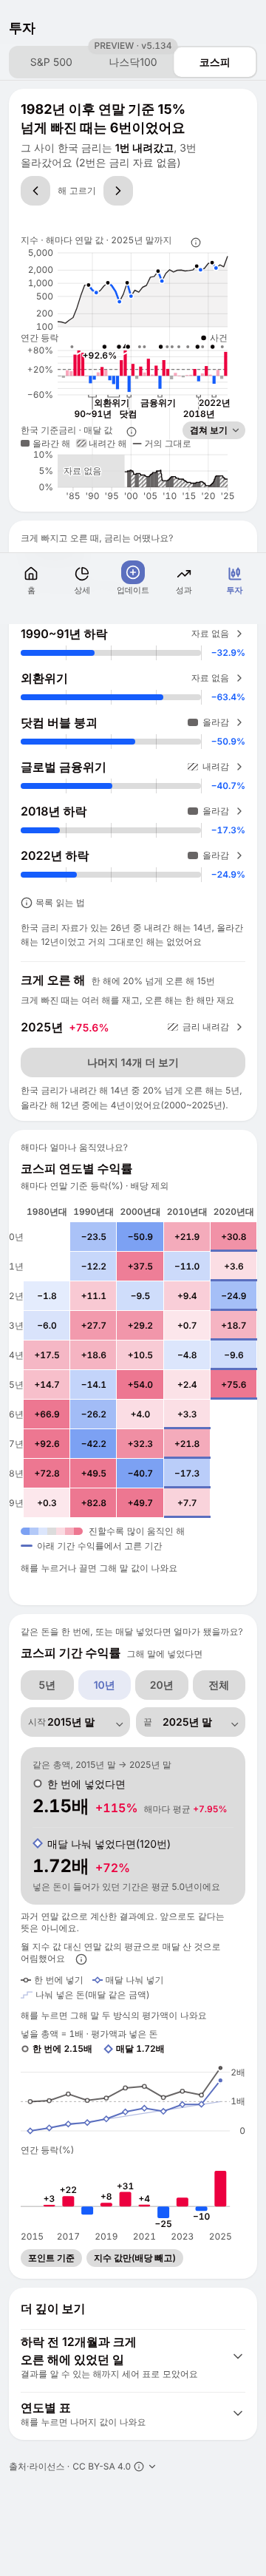 투자
PREVIEW · v5.134
S&P 500
나스닥100
코스피
1982년 이후 연말 기준 15%
넘게 빠진 때는 6번이었어요
그 사이 한국 금리는 1번 내려갔고, 3번
올라갔어요 (2번은 금리 자료 없음)
해 고르기
지수 · 해마다 연말 값 · 2025년 말까지
5,000
2,000
1,000
500
200
100
연간 등락
사건
+80%
+20%
−60%
+92.6%
외환위기
금융위기
2022년
90~91년
닷컴
2018년
한국 기준금리 · 매달 값
겹쳐 보기
올라간 해
내려간 해
거의 그대로
10%
5%
0%
자료 없음
'85
'90
'95
'00
'05
'10
'15
'20
'25
크게 빠지고 오른 때, 금리는 어땠나요?
홈
상세
업데이트
성과
투자
1990~91년 하락
자료 없음
−32.9%
외환위기
자료 없음
−63.4%
닷컴 버블 붕괴
올라감
−50.9%
글로벌 금융위기
내려감
−40.7%
2018년 하락
올라감
−17.3%
2022년 하락
올라감
−24.9%
목록 읽는 법
한국 금리 자료가 있는 26년 중 내려간 해는 14년, 올라간
해는 12년이었고 거의 그대로인 해는 없었어요
크게 오른 해 한 해에 20% 넘게 오른 해 15번
크게 빠진 때는 여러 해를 재고, 오른 해는 한 해만 재요
2025년 +75.6%
금리 내려감
나머지 14개 더 보기
한국 금리가 내려간 해 14년 중 20% 넘게 오른 해는 5년,
올라간 해 12년 중에는 4년이었어요(2000~2025년).
해마다 얼마나 움직였나요?
코스피 연도별 수익률
해마다 연말 기준 등락(%) · 배당 제외
1980년대 1990년대 2000년대 2010년대 2020년대
0년 −23.5 −50.9 +21.9 +30.8
1년 −12.2 +37.5 −11.0 +3.6
2년 −1.8 +11.1 −9.5 +9.4 −24.9
3년 −6.0 +27.7 +29.2 +0.7 +18.7
4년 +17.5 +18.6 +10.5 −4.8 −9.6
5년 +14.7 −14.1 +54.0 +2.4 +75.6
6년 +66.9 −26.2 +4.0 +3.3
7년 +92.6 −42.2 +32.3 +21.8
8년 +72.8 +49.5 −40.7 −17.3
9년 +0.3 +82.8 +49.7 +7.7
진할수록 많이 움직인 해
아래 기간 수익률에서 고른 기간
해를 누르거나 끌면 그해 말 값이 나와요
같은 돈을 한 번에, 또는 매달 넣었다면 얼마가 됐을까요?
코스피 기간 수익률 그해 말에 넣었다면
5년
10년
20년
전체
시작 2015년 말
끝 2025년 말
같은 총액, 2015년 말 → 2025년 말
한 번에 넣었다면
2.15배 +115% 해마다 평균 +7.95%
매달 나눠 넣었다면(120번)
1.72배 +72%
넣은 돈이 들어가 있던 기간은 평균 5.0년이에요
과거 연말 값으로 계산한 결과예요. 앞으로도 같다는
뜻은 아니에요.
월 지수 값 대신 연말 값의 평균으로 매달 산 것으로
어림했어요
한 번에 넣기
매달 나눠 넣기
나눠 넣은 돈(매달 같은 금액)
해를 누르면 그해 말 두 방식의 평가액이 나와요
넣을 총액 = 1배 · 평가액과 넣은 돈
한 번에 2.15배
매달 1.72배
2배
1배
0
연간 등락(%)
+3
+22
+8
+31
+4
−25
−10
2015
2017
2019
2021
2023
2025
포인트 기준
지수 값만(배당 빼고)
더 깊이 보기
하락 전 12개월과 크게
오른 해에 있었던 일
결과를 알 수 있는 해까지 세어 표로 모았어요
연도별 표
해를 누르면 나머지 값이 나와요
출처·라이선스 · CC BY-SA 4.0